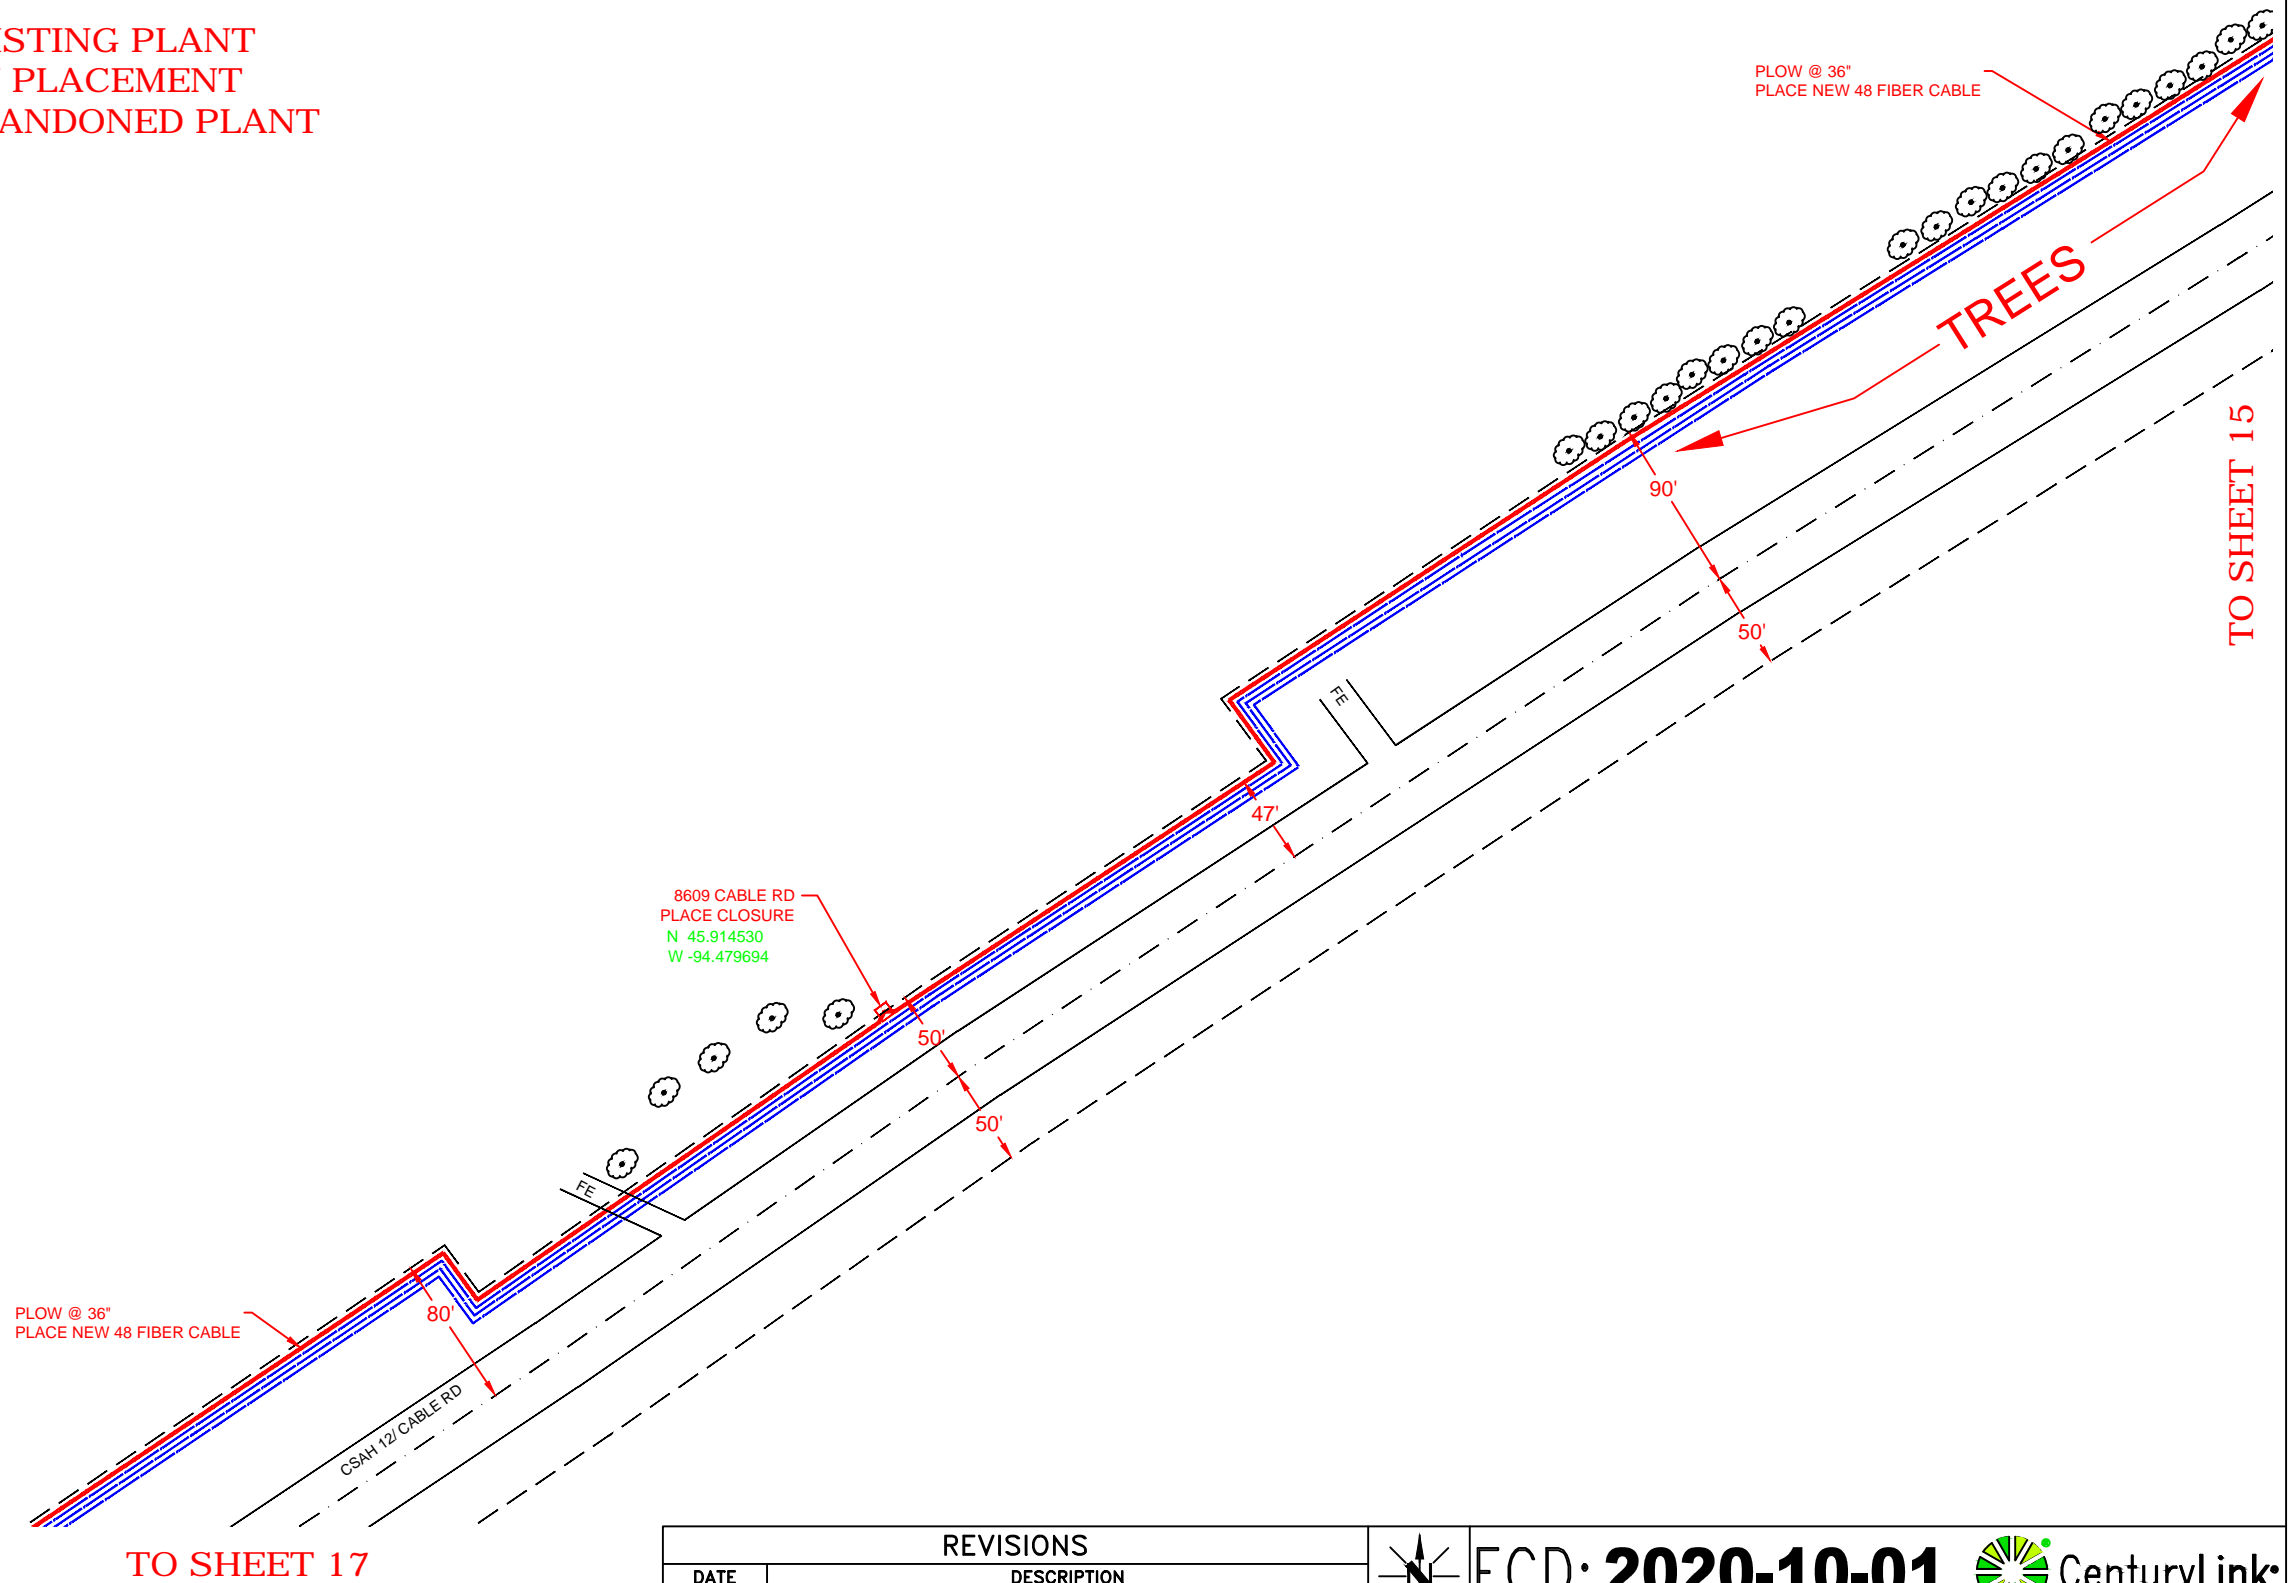 PLANT
PLACEMENT
PLANT
PLOW @ 36"
PLACE NEW 48 FIBER CABLE
TREES
90'
50'
TO SHEET 15
FE
47'
8609 CABLE RD
PLACE CLOSURE
N 45.914530
W -94.479694
50'
50'
FE
PLOW @ 36"
PLACE NEW 48 FIBER CABLE
80'
CSAH 12/ CABLE RD
TO SHEET 17
REVISIONS
DATE DESCRIPTION
N
ECD: 2020-10-01
CenturyLink